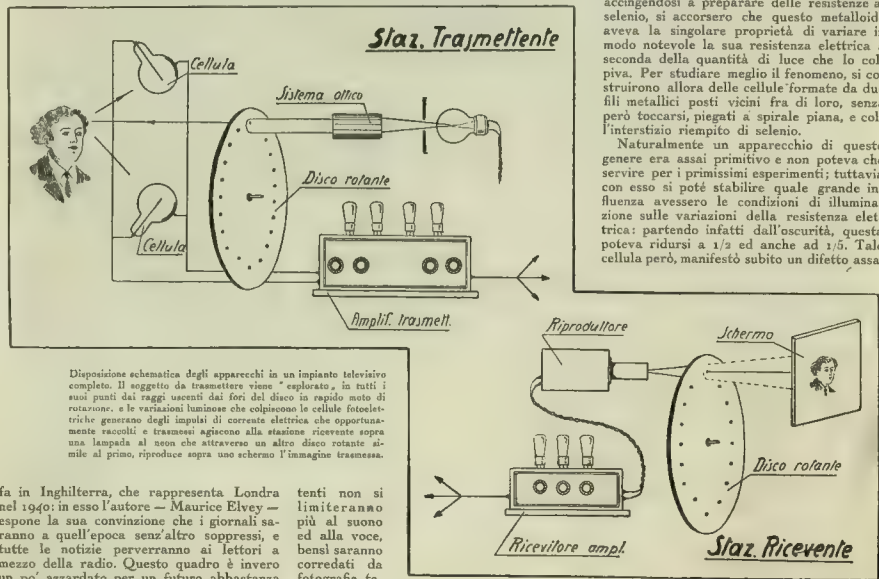 accingendosi a preparare delle resistenze a
selenio, si accorsero che questo metalloid
aveva la singolare proprietà di variare i
modo notevole la sua resistenza elettrica
seconda della quantità di luce che lo col
piva. Per studiare meglio il fenomeno, si co
struirono allora delle cellule formate da du
fili metallici posti vicini fra di loro, senza
però toccarsi, piegati a spirale piana, e col
l'interstizio riempito di selenio.
Naturalmente un apparecchio di questo
genere era assai primitivo e non poteva che
servire per i primissimi esperimenti; tuttavia
con esso si poté stabilire quale grande in
fluenza avessero le condizioni di illumina
zione sulle variazioni della resistenza elet
trica: partendo infatti dall'oscurità, questa
poteva ridursi a 1/2 ed anche ad 1/5. Tale
cellula però, manifestò subito un difetto assa
Staz. Trasmettente
Cellula
Sistema ottico
Disco rotante
Cellula
Amplif. trasmett.
Disposizione schematica degli apparecchi in un impianto televisivo
completo. Il soggetto da trasmettere viene "esplorato" in tutti i
suoi punti dai raggi uscenti dai fori del disco in rapido moto di
rotazione, e le variazioni luminose che colpiscono le cellule fotoelet-
triche generano degli impulsi di corrente elettrica che opportuna-
mente raccolti e trasmessi agiscono alla stazione ricevente sopra
una lampada al neon che attraverso un altro disco rotante si-
mile al primo, riproduce sopra uno schermo l'immagine trasmessa.
Riproduttore
Schermo
Disco rotante
Ricevitore ampl.
Staz. Ricevente
fa in Inghilterra, che rappresenta Londra
nel 1940: in esso l'autore — Maurice Elvey —
espone la sua convinzione che i giornali sa-
ranno a quell'epoca senz'altro soppressi, e
tutte le notizie perverranno ai lettori a
mezzo della radio. Questo quadro è invero
un po' azzardato per un futuro abbastanza
tenti non si
limiteranno
più al suono
ed alla voce,
bensì saranno
corredati da
fotografie te-